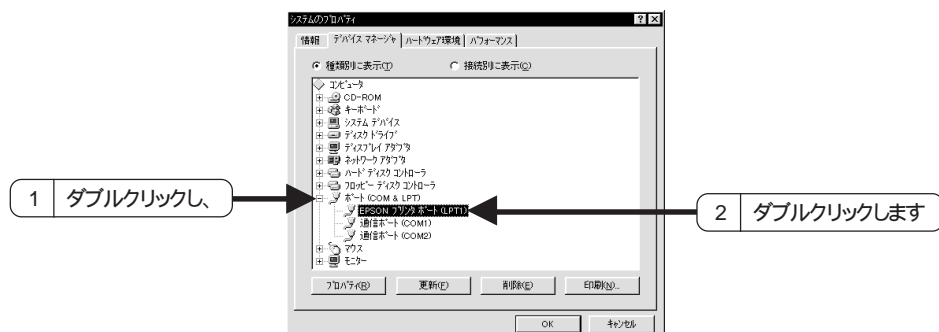 システムのプロパティ
情報 デバイス マネージャ ハードウェア環境 パフォーマンス
種類別に表示(T) 接続別に表示(C)
コンピュータ
CD-ROM
キーボード
システム デバイス
ディスク ドライブ
ディスプレイ アダプタ
ネットワーク アダプタ
ハード ディスク コントローラ
フロッピー ディスク コントローラ
ポート (COM & LPT)
EPSON プリンタ ポート (LPT1)
通信ポート (COM1)
通信ポート (COM2)
マウス
モニター
1 ダブルクリックし、
2 ダブルクリックします
プロパティ(R) 更新(F) 削除(E) 印刷(N)...
OK キャンセル